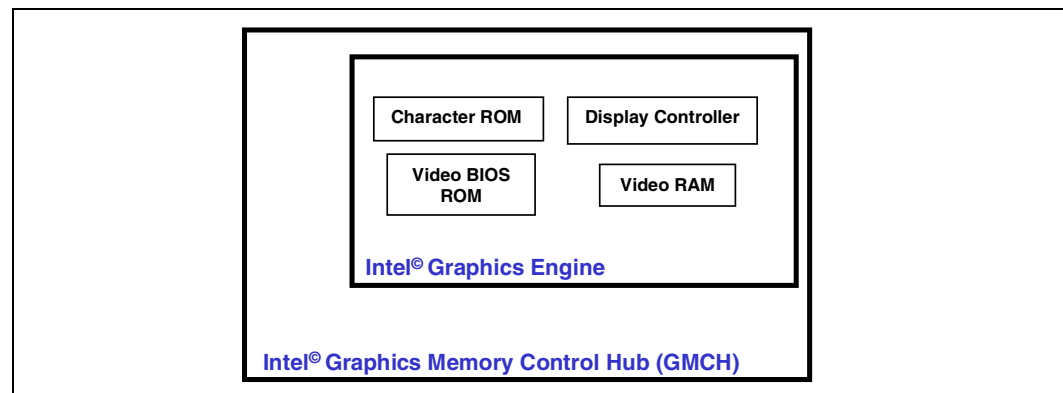 Character ROM
Display Controller
Video BIOS
ROM
Video RAM
Intel© Graphics Engine
Intel© Graphics Memory Control Hub (GMCH)